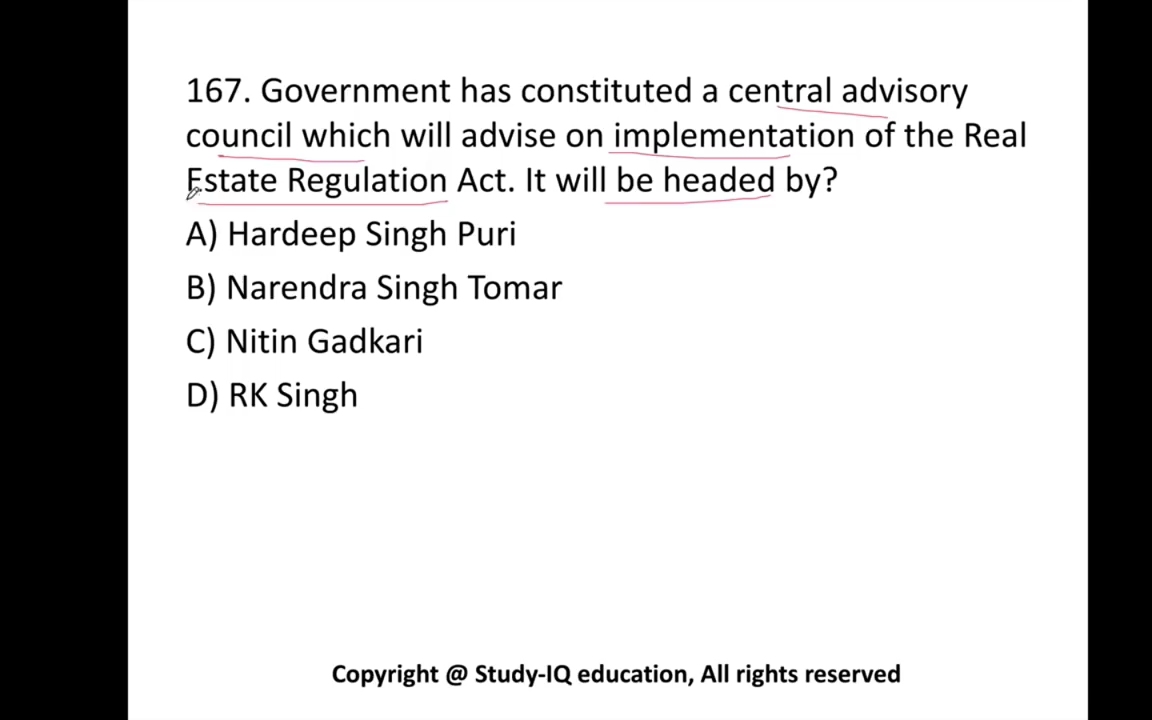 167. Government has constituted a central advisory
council which will advise on implementation of the Real
Estate Regulation Act. It will be headed by?
A) Hardeep Singh Puri
B) Narendra Singh Tomar
C) Nitin Gadkari
D) RK Singh
Copyright @ Study-IQ education, All rights reserved